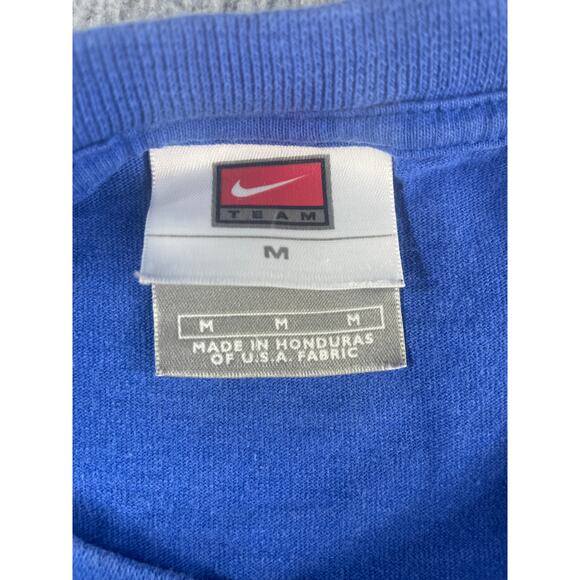 TEAM
M
M M M
MADE IN HONDURAS
OF U.S.A. FABRIC